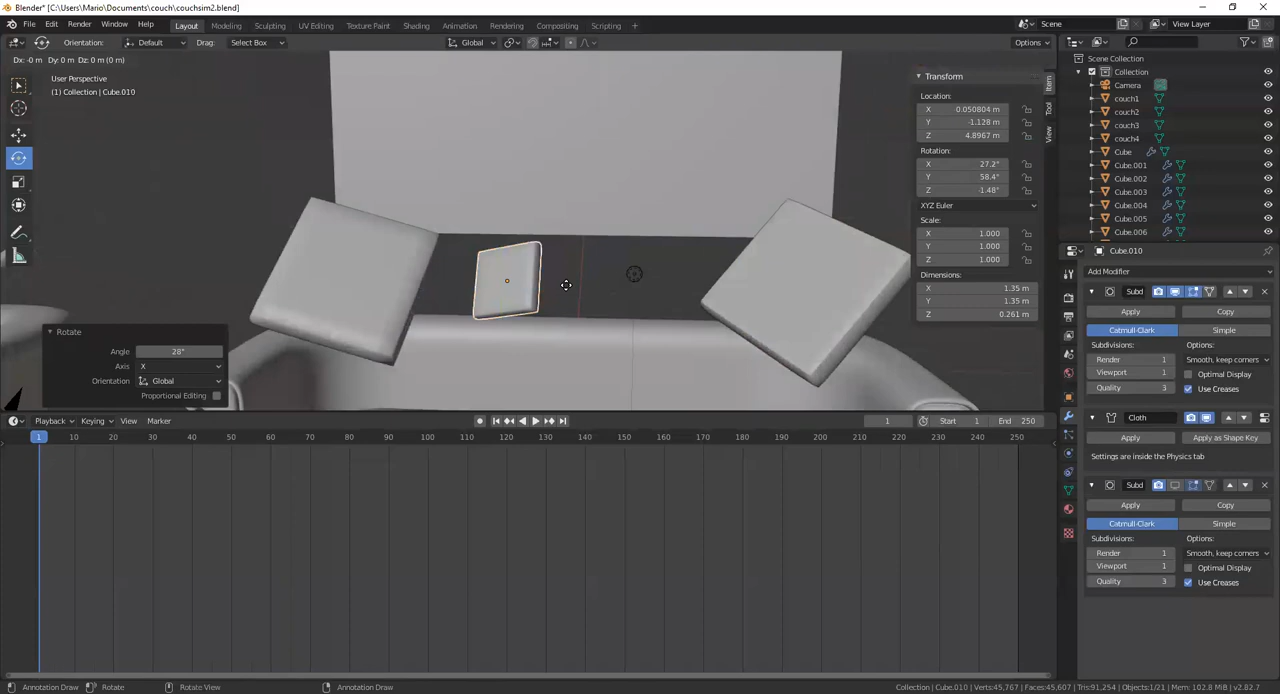 Blender* [C:\Users\Mario\Documents\couch\couchsim2.blend]
File Edit Render Window Help Layout Modeling Sculpting UV Editing Texture Paint Shading Animation Rendering Compositing Scripting + Scene View Layer
Orientation: Default Drag: Select Box Global Options
Dx: -0 m Dy: 0 m Dz: 0 m (0 m)
User Perspective
(1) Collection | Cube.010
Transform
Location:
X 0.050804 m
Y -1.128 m
Z 4.8967 m
Rotation:
X 27.2°
Y 58.4°
Z -1.48°
XYZ Euler
Scale:
X 1.000
Y 1.000
Z 1.000
Dimensions:
X 1.35 m
Y 1.35 m
Z 0.261 m
Item
Tool
View
Scene Collection
Collection
Camera
couch1
couch2
couch3
couch4
Cube
Cube.001
Cube.002
Cube.003
Cube.004
Cube.005
Cube.006
Cube.010
Add Modifier
Subd
Apply Copy
Catmull-Clark Simple
Subdivisions: Options:
Render 1 Smooth, keep corners
Viewport 1 Optimal Display
Quality 3 Use Creases
Cloth
Apply Apply as Shape Key
Settings are inside the Physics tab
Subd
Apply Copy
Catmull-Clark Simple
Subdivisions: Options:
Render 1 Smooth, keep corners
Viewport 1 Optimal Display
Quality 3 Use Creases
Rotate
Angle 28°
Axis X
Orientation Global
Proportional Editing
Playback Keying View Marker 1 Start 1 End 250
1 10 20 30 40 50 60 70 80 90 100 110 120 130 140 150 160 170 180 190 200 210 220 230 240 250
Annotation Draw Rotate Rotate View Annotation Draw Collection | Cube.010 | Verts:45,767 | Faces:45,607 | Tris:91,254 | Objects:1/21 | Mem: 102.8 MiB | v2.82.7